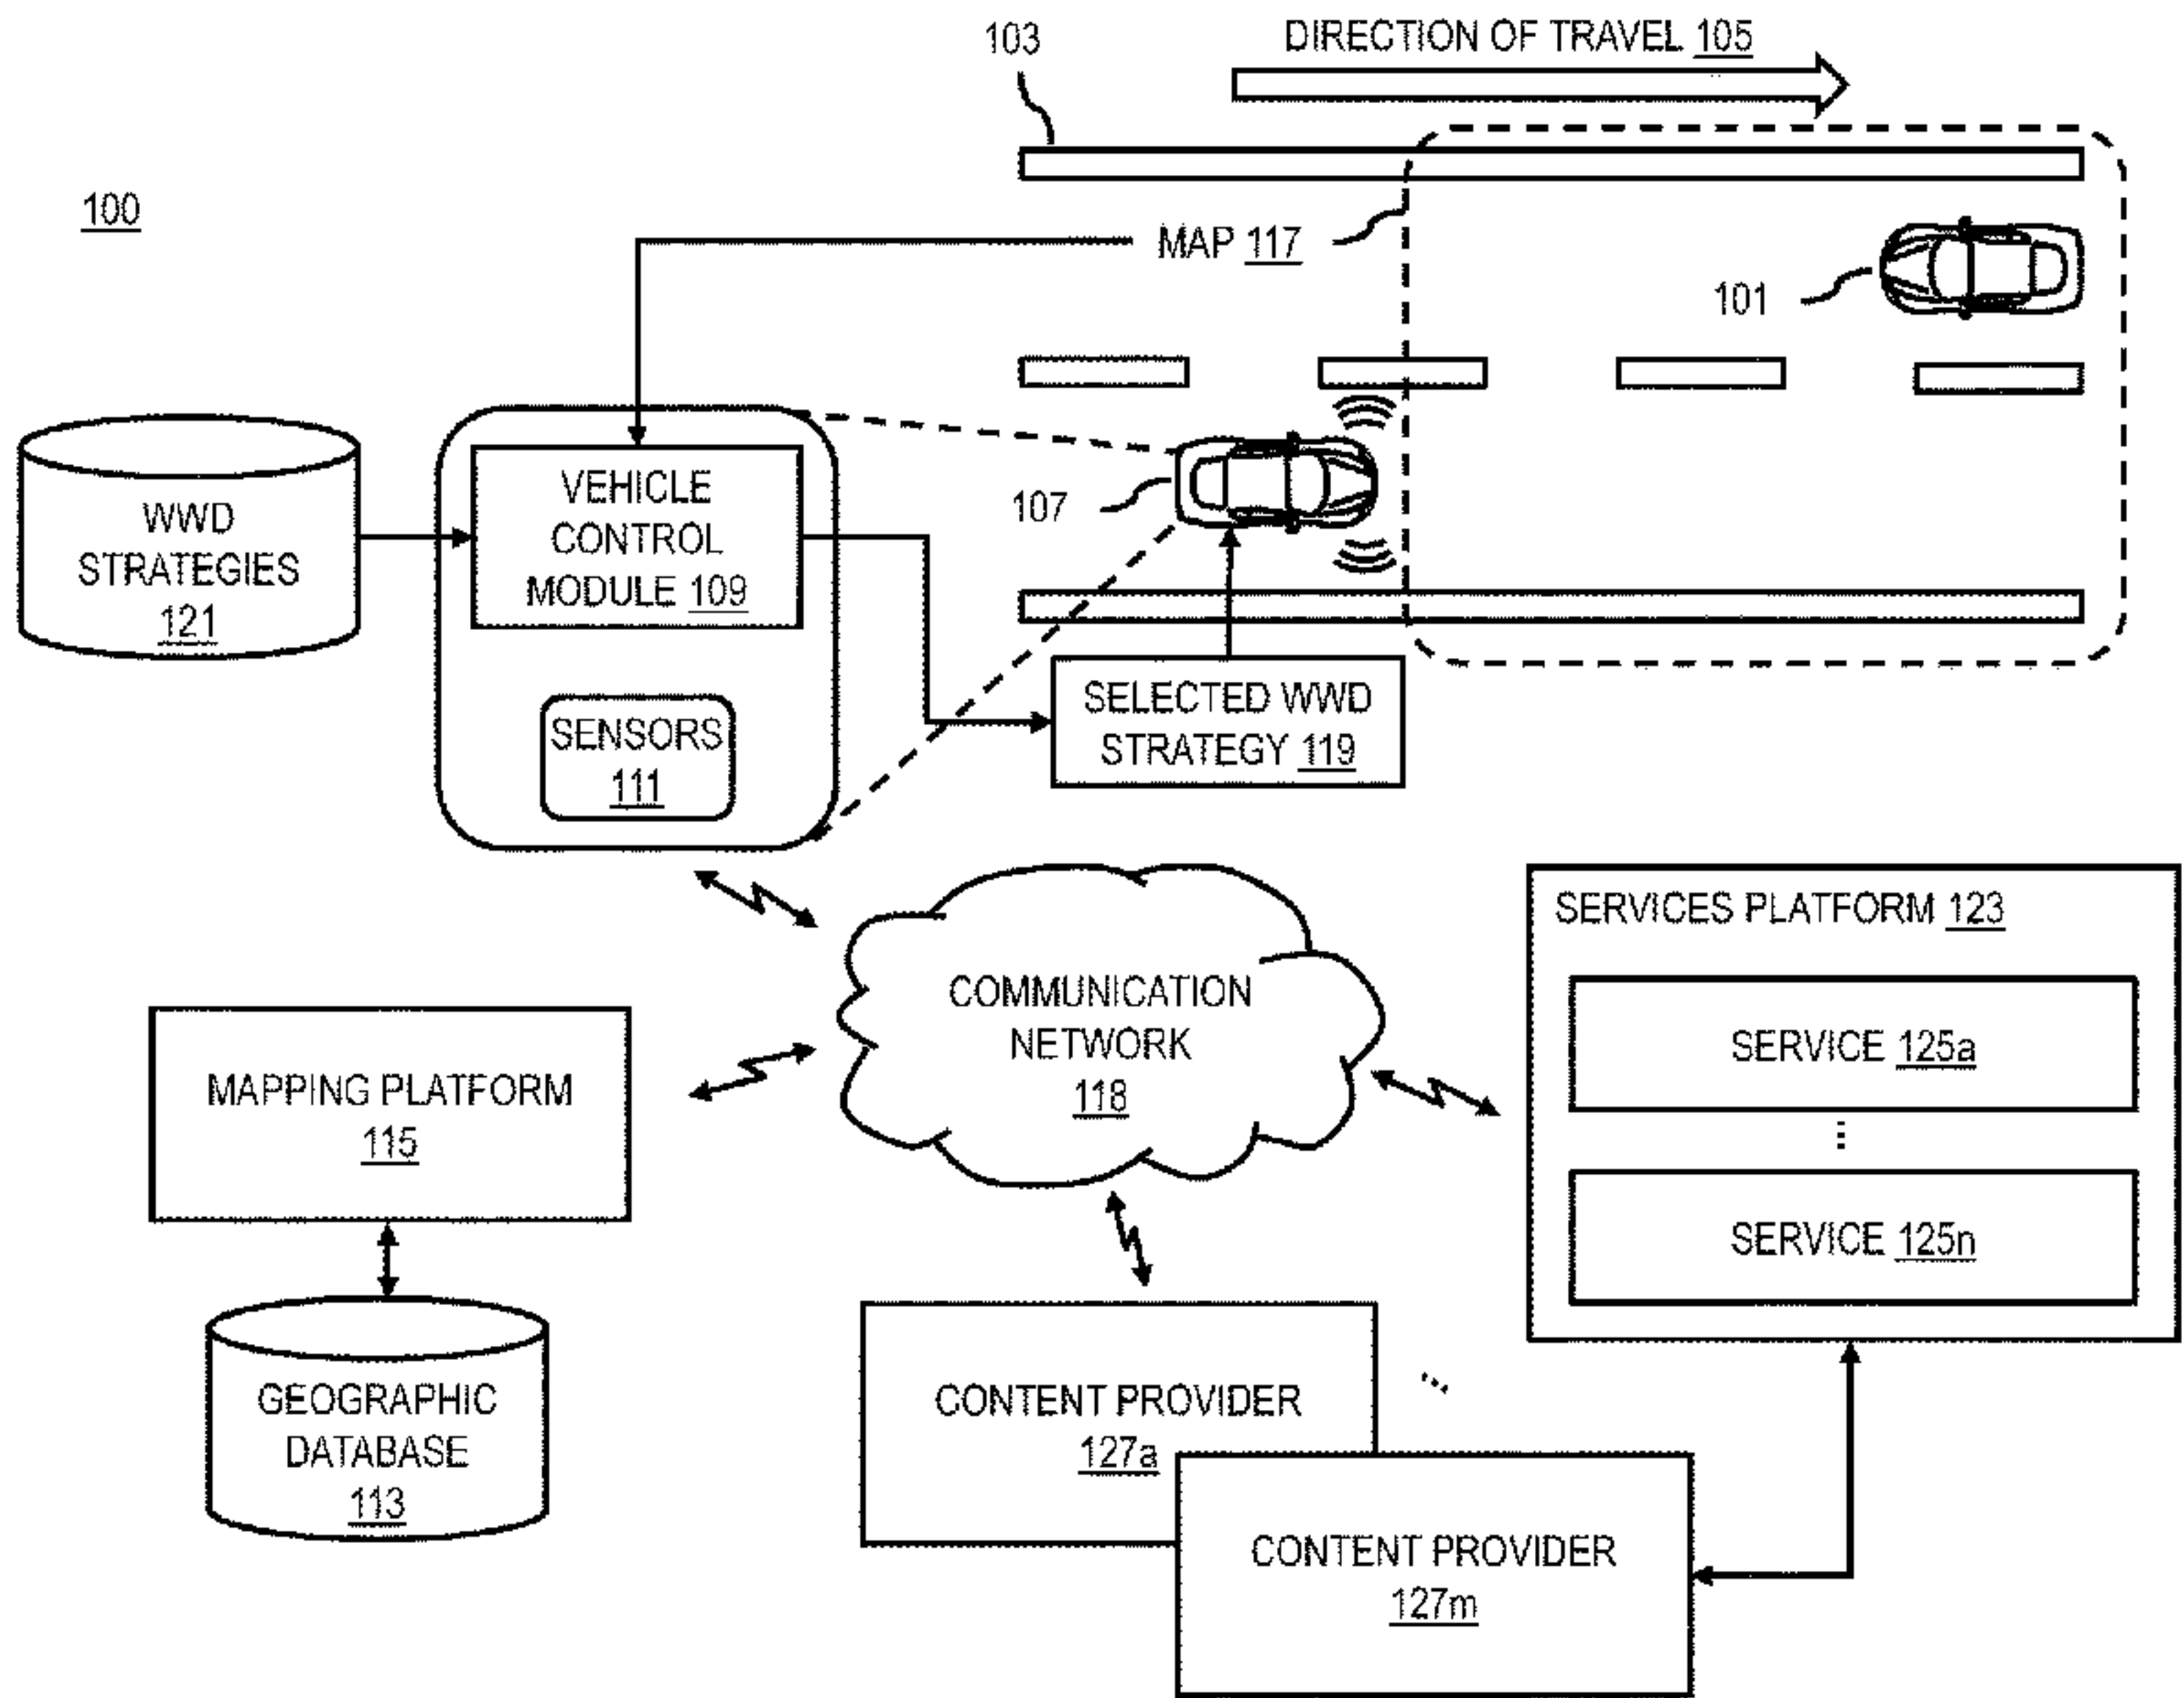 103
DIRECTION OF TRAVEL 105
100
MAP 117
101
107
WWD
STRATEGIES
121
VEHICLE
CONTROL
MODULE 109
SENSORS
111
SELECTED WWD
STRATEGY 119
COMMUNICATION
NETWORK
118
SERVICES PLATFORM 123
SERVICE 125a
...
SERVICE 125n
MAPPING PLATFORM
115
GEOGRAPHIC
DATABASE
113
CONTENT PROVIDER
127a
...
CONTENT PROVIDER
127m